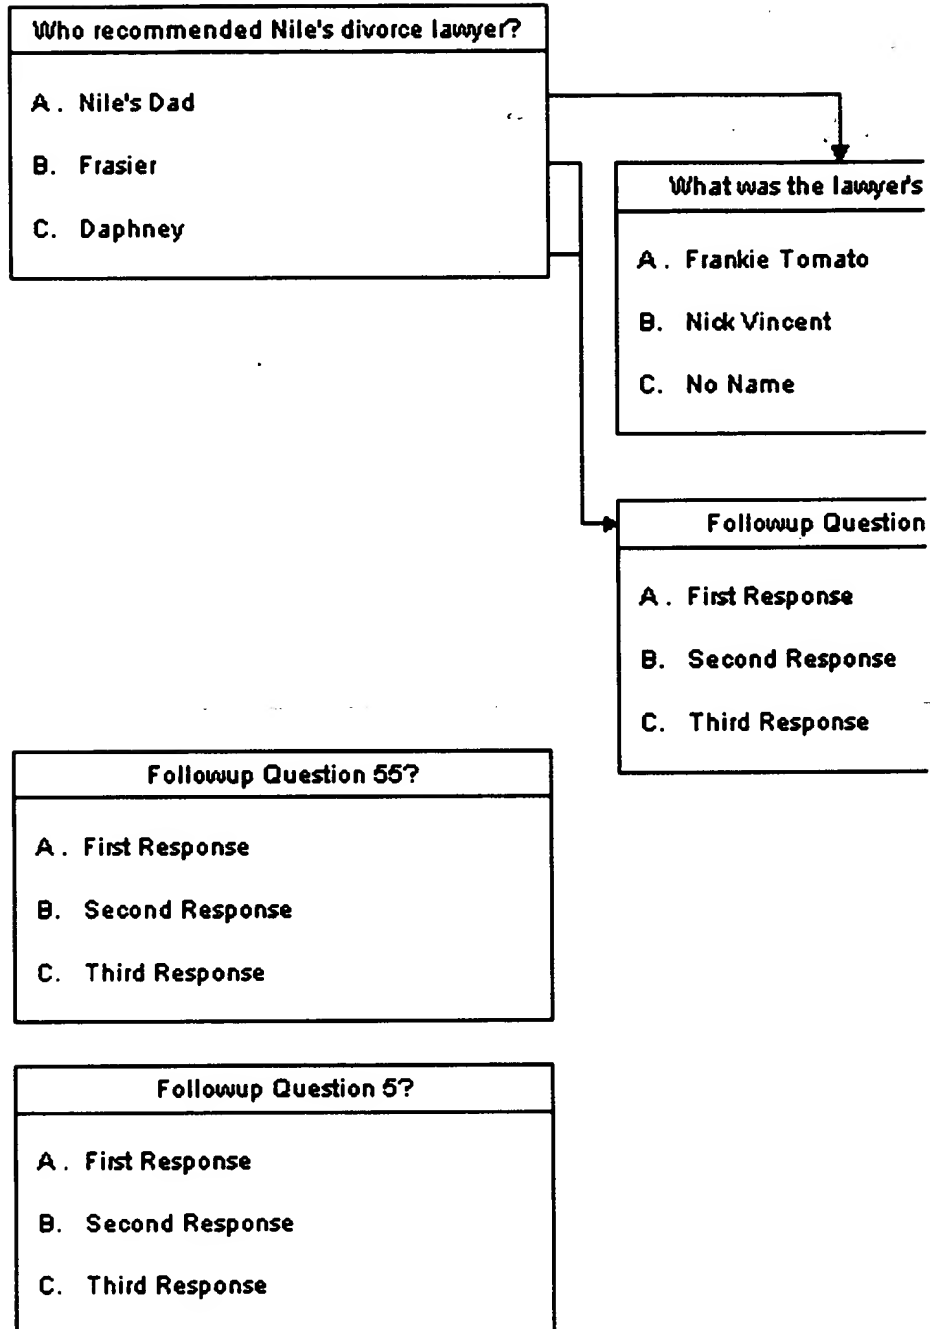 Who recommended Nile's divorce lawyer?
A. Nile's Dad
B. Frasier
C. Daphney
What was the lawyer's
A. Frankie Tomato
B. Nick Vincent
C. No Name
Followup Question
A. First Response
B. Second Response
C. Third Response
Followup Question 55?
A. First Response
B. Second Response
C. Third Response
Followup Question 5?
A. First Response
B. Second Response
C. Third Response